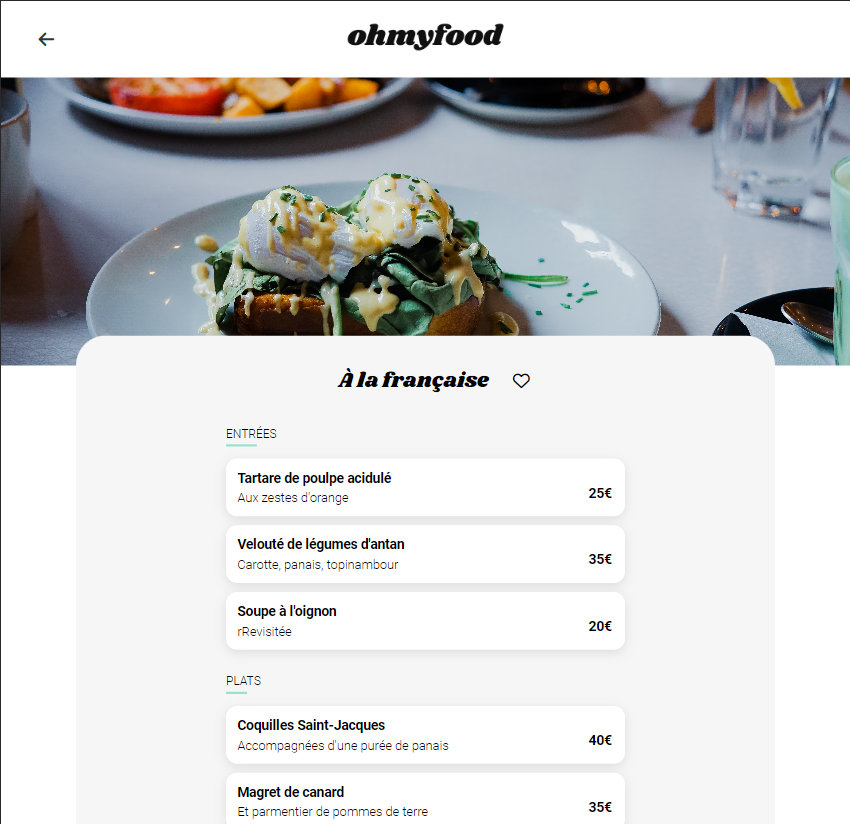 ohmyfood
À la française
ENTRÉES
Tartare de poulpe acidulé
Aux zestes d'orange
25€
Velouté de légumes d'antan
Carotte, panais, topinambour
35€
Soupe à l'oignon
rRevisitée
20€
PLATS
Coquilles Saint-Jacques
Accompagnées d'une purée de panais
40€
Magret de canard
Et parmentier de pommes de terre
35€